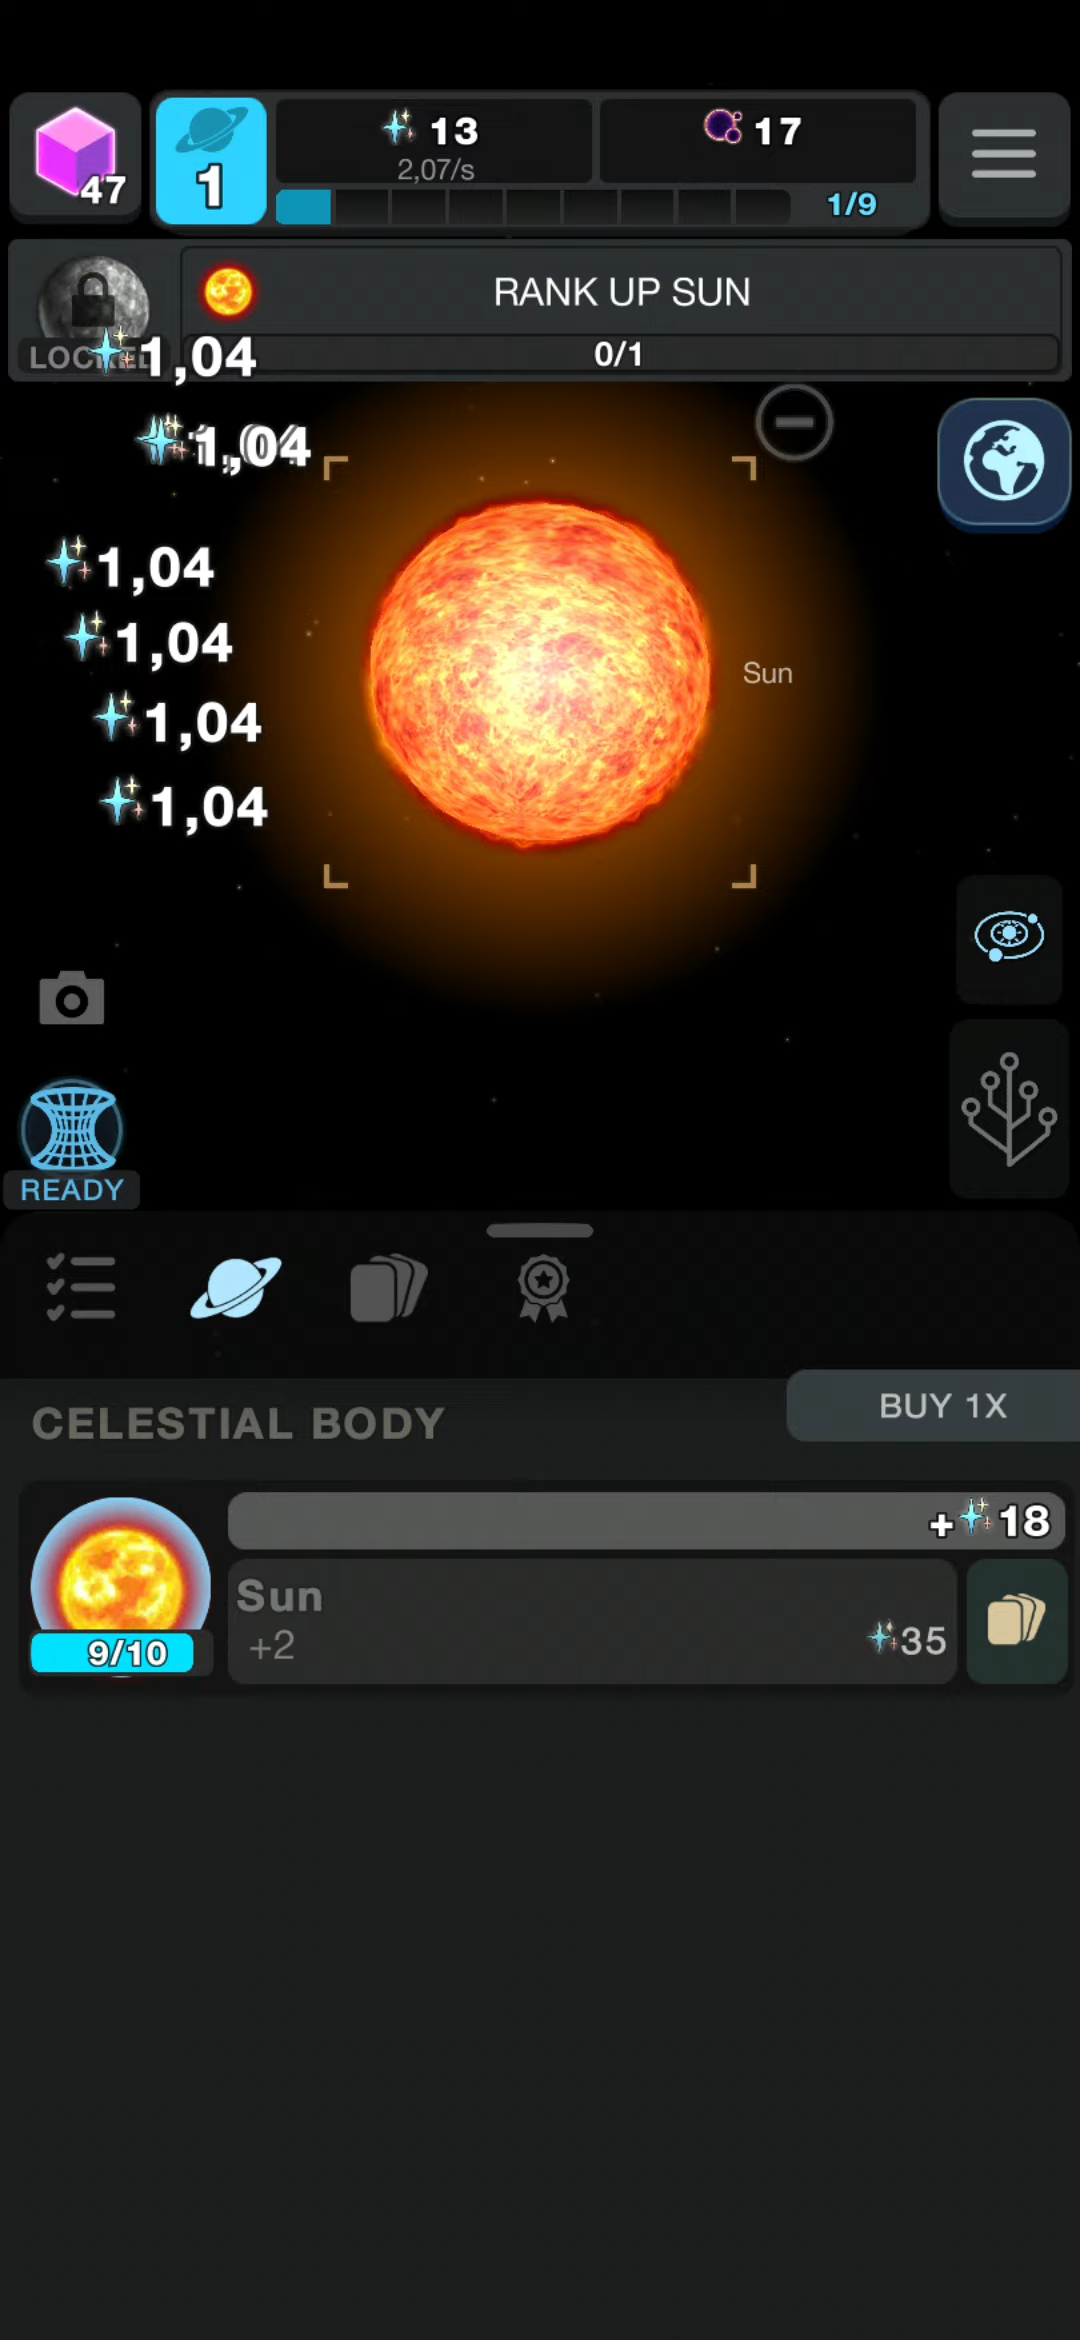 47
1
13
2,07/s
17
1/9
RANK UP SUN
0/1
1,04
1,04
1,04
1,04
1,04
1,04
Sun
READY
CELESTIAL BODY
BUY 1X
+18
Sun
+2
35
9/10